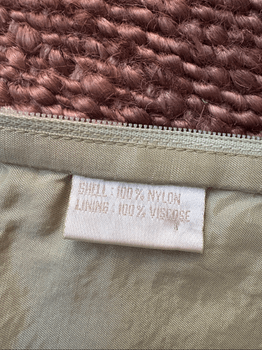 SHELL : 100% NYLON
LINING : 100% VISCOSE